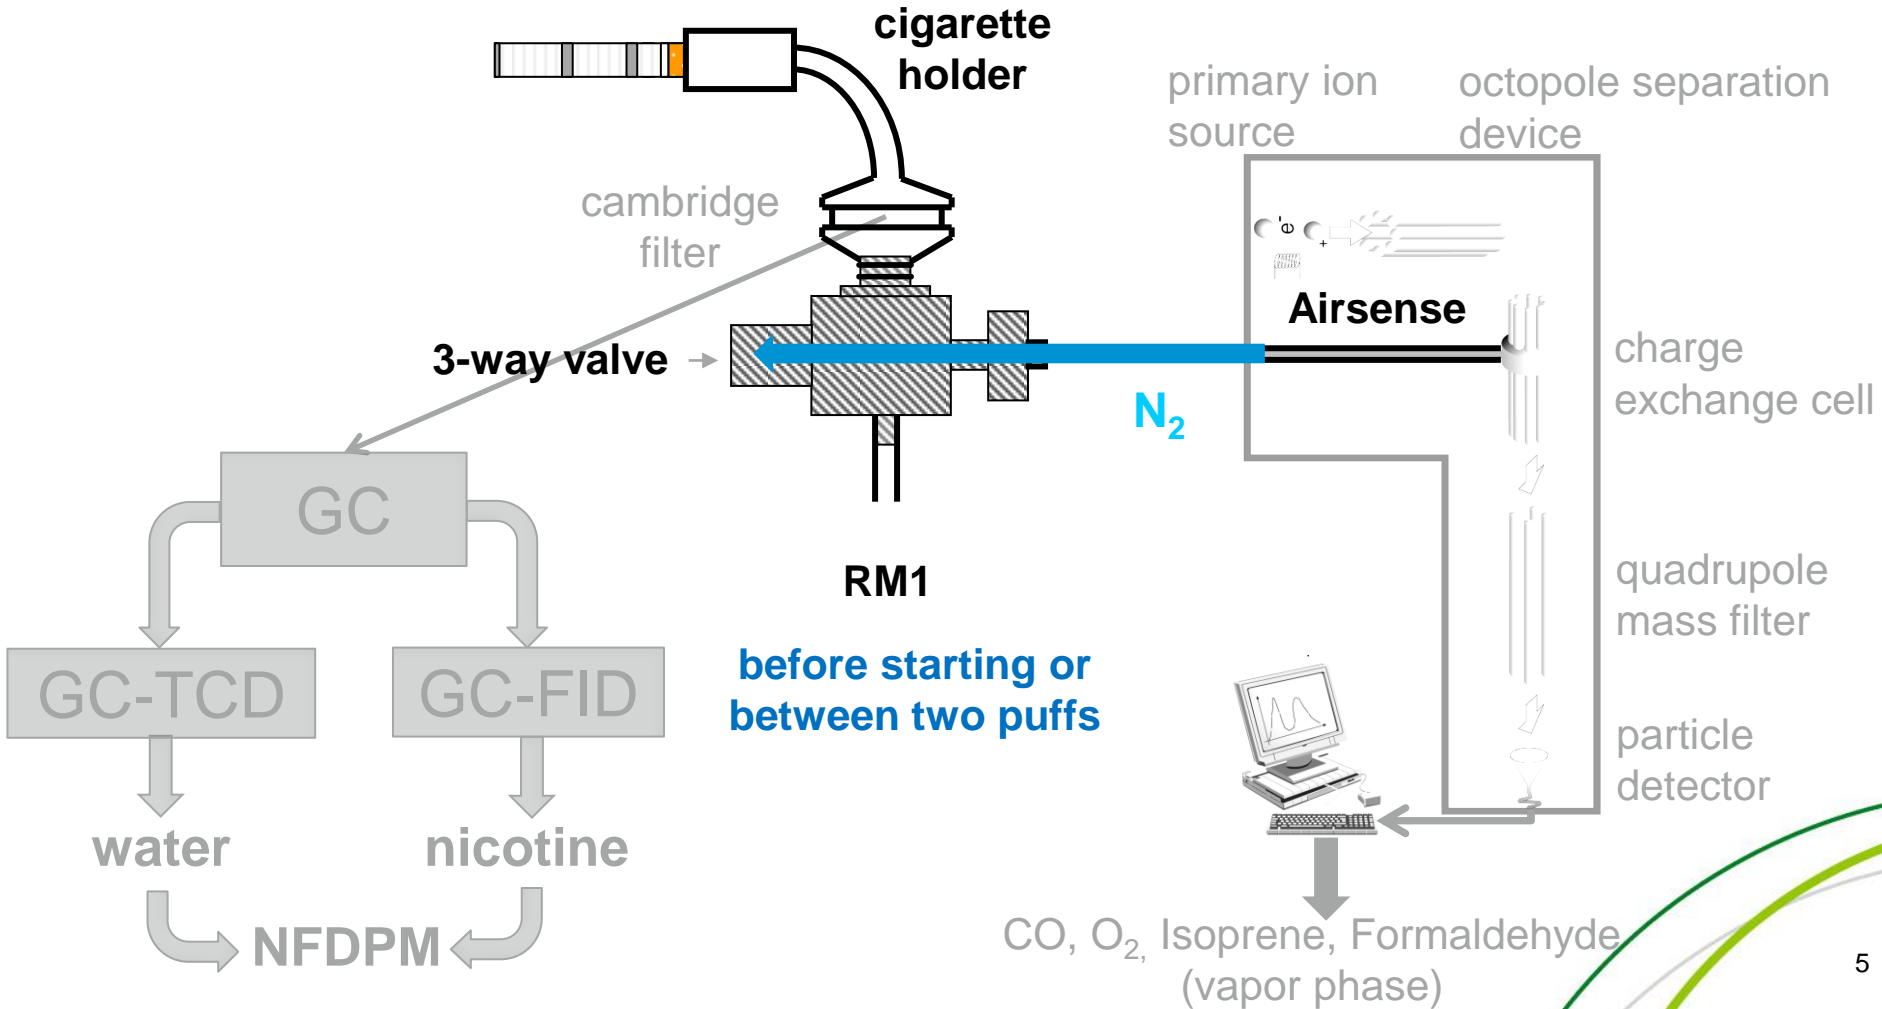 cigarette
holder
primary ion
source
octopole separation
device
cambridge
filter
e-
+
Airsense
3-way valve
N2
charge
exchange cell
GC
RM1
quadrupole
mass filter
before starting or
between two puffs
GC-TCD
GC-FID
particle
detector
water
nicotine
NFDPM
CO, O2, Isoprene, Formaldehyde
(vapor phase)
5